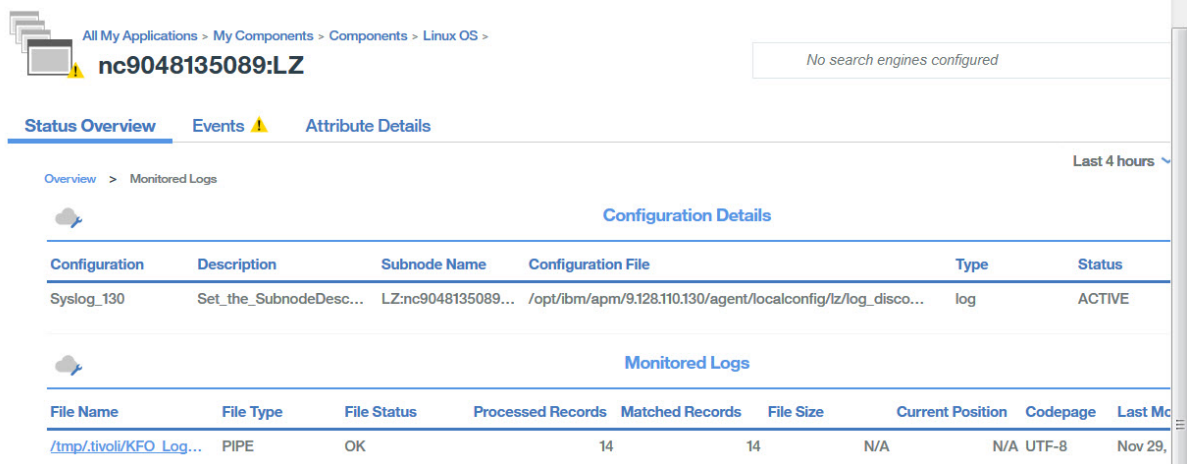 All My Applications > My Components > Components > Linux OS >
nc9048135089:LZ
No search engines configured
Status Overview Events Attribute Details
Last 4 hours
Overview > Monitored Logs
Configuration Details
Configuration Description Subnode Name Configuration File Type Status
Syslog_130 Set_the_SubnodeDesc... LZ:nc9048135089... /opt/ibm/apm/9.128.110.130/agent/localconfig/lz/log_disco... log ACTIVE
Monitored Logs
File Name File Type File Status Processed Records Matched Records File Size Current Position Codepage Last Mo
/tmp/.tivoli/KFO_Log... PIPE OK 14 14 N/A N/A UTF-8 Nov 29,